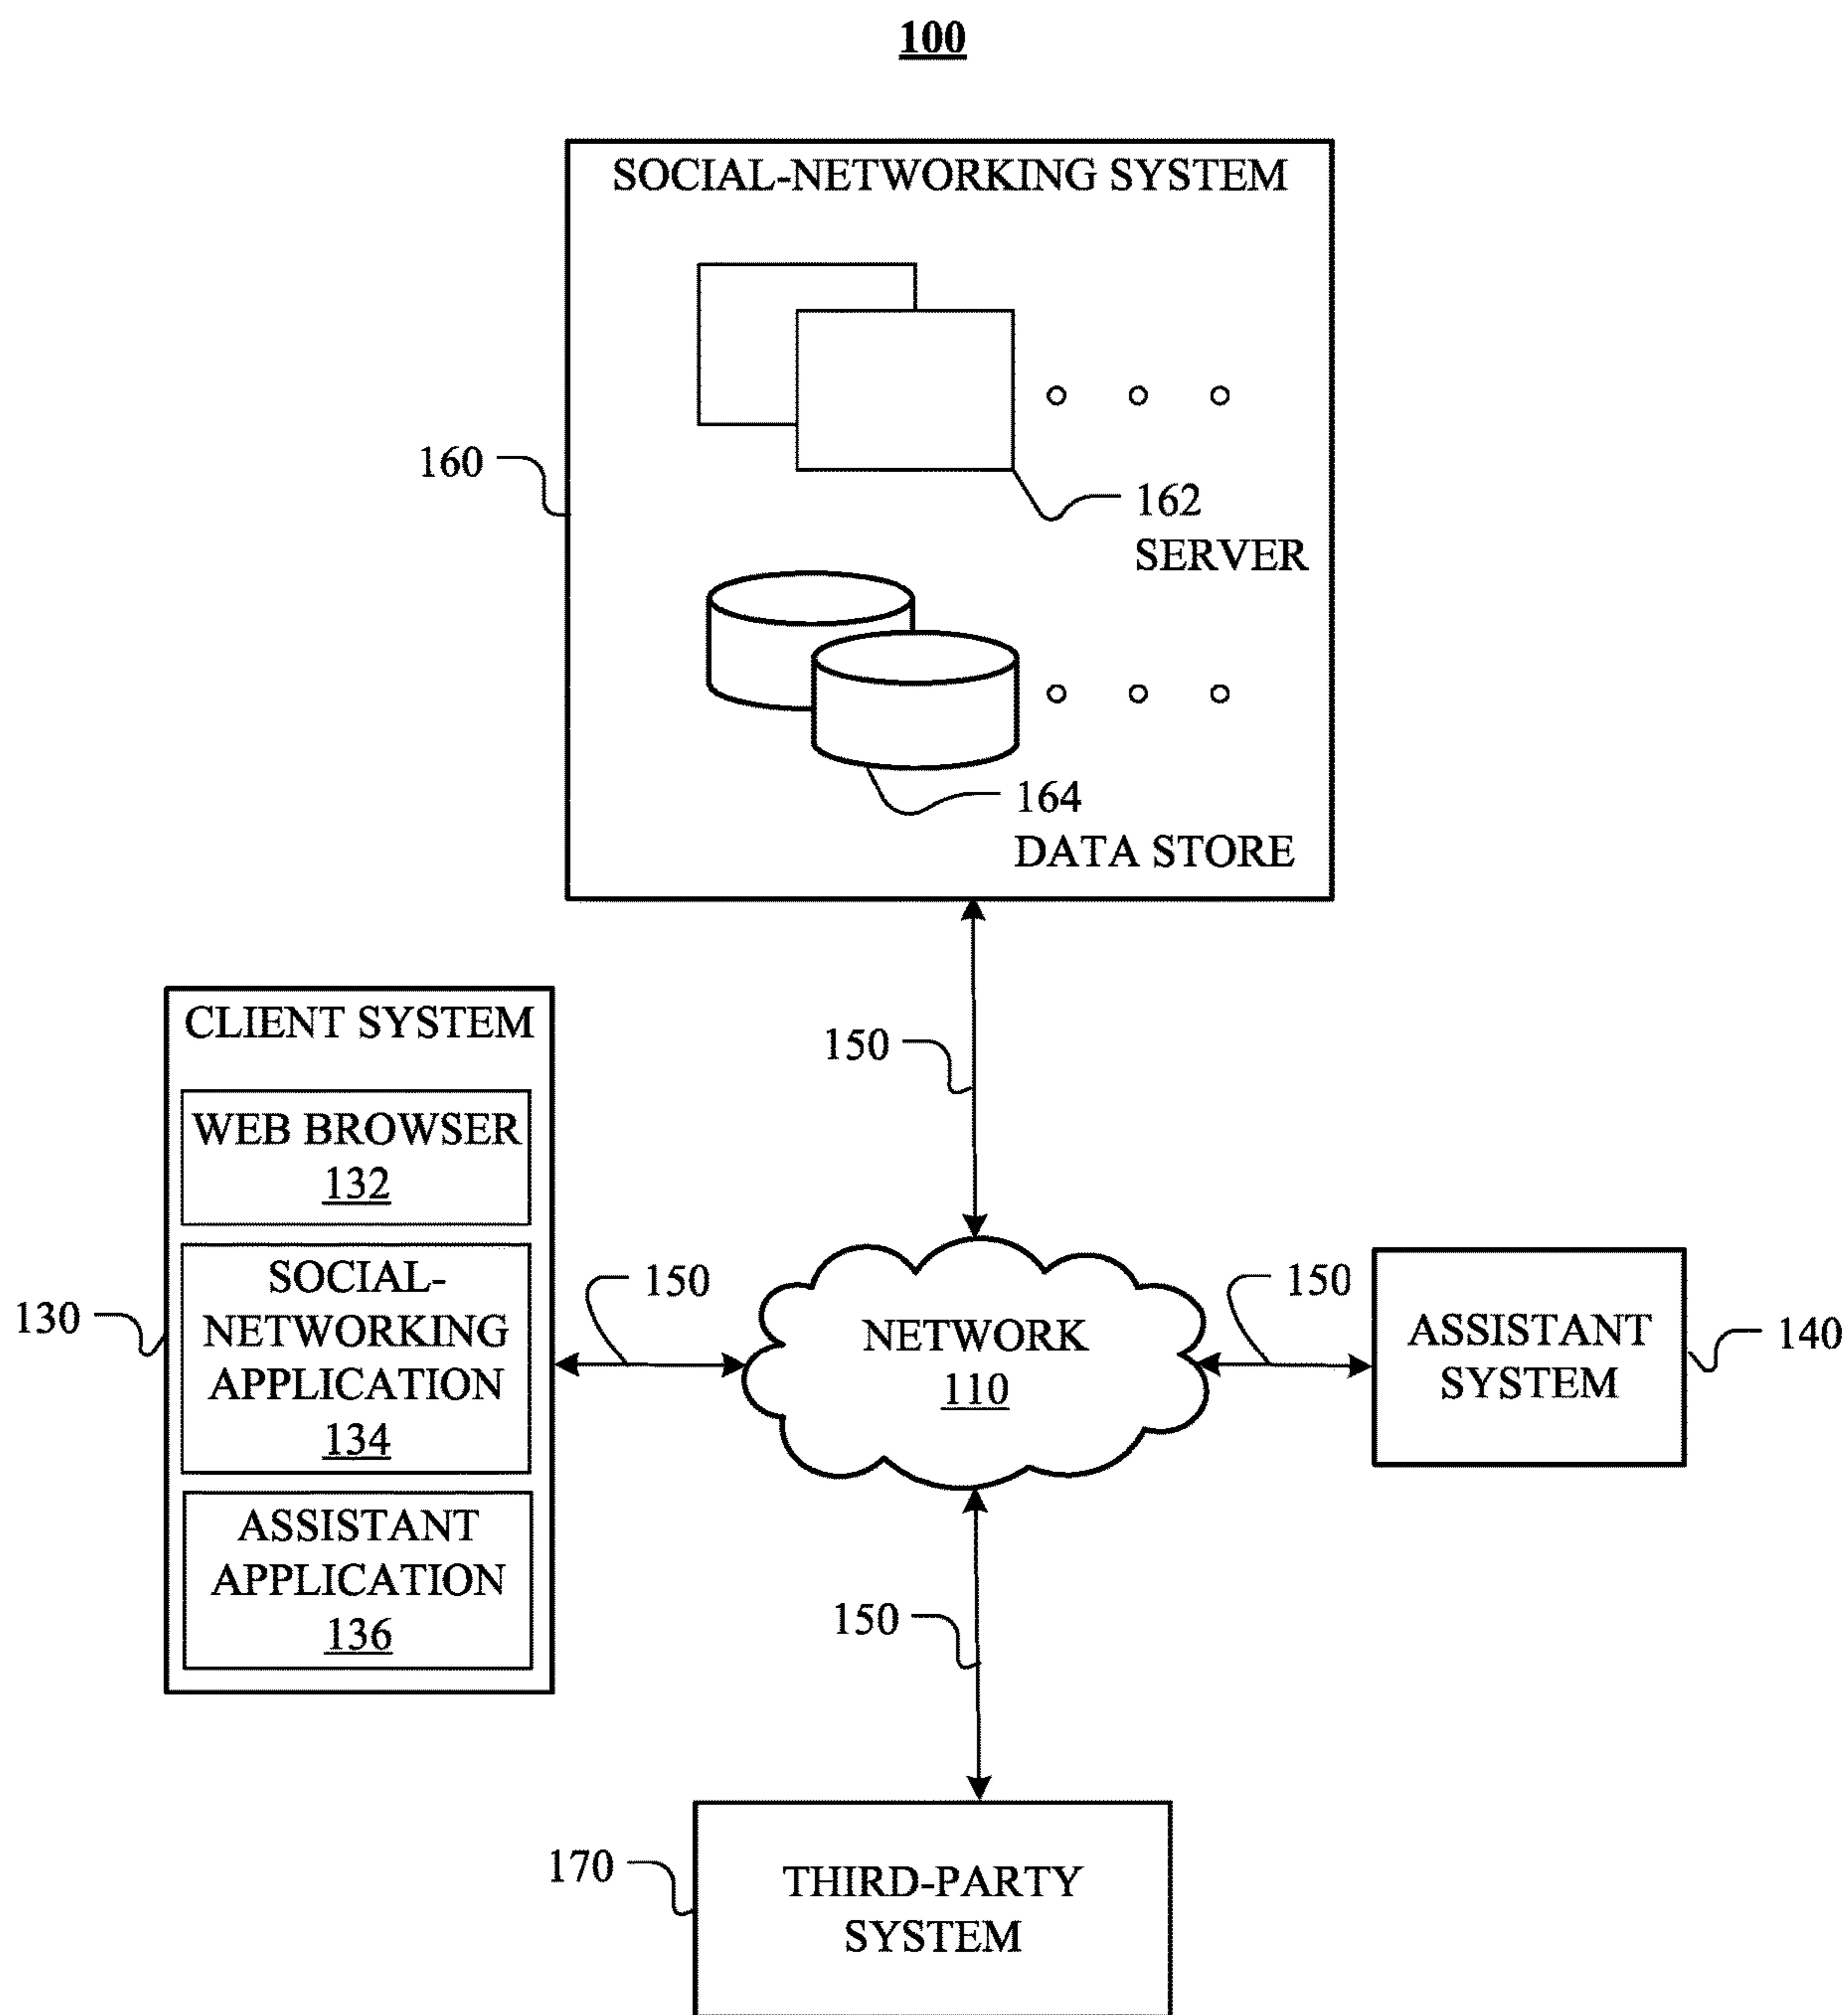 100
SOCIAL-NETWORKING SYSTEM
160
162
SERVER
164
DATA STORE
CLIENT SYSTEM
WEB BROWSER
132
SOCIAL-
NETWORKING
APPLICATION
134
ASSISTANT
APPLICATION
136
130
150
150
NETWORK
110
150
ASSISTANT
SYSTEM
140
150
170
THIRD-PARTY
SYSTEM